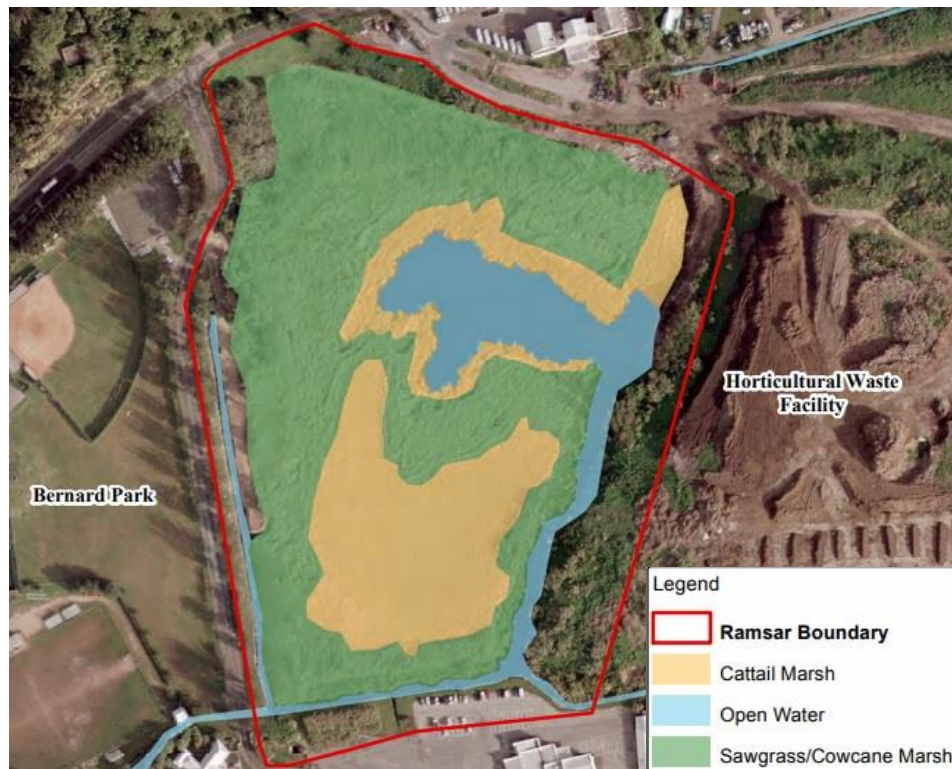 Horticultural Waste
Facility
Bernard Park
Legend
Ramsar Boundary
Cattail Marsh
Open Water
Sawgrass/Cowcane Marsh